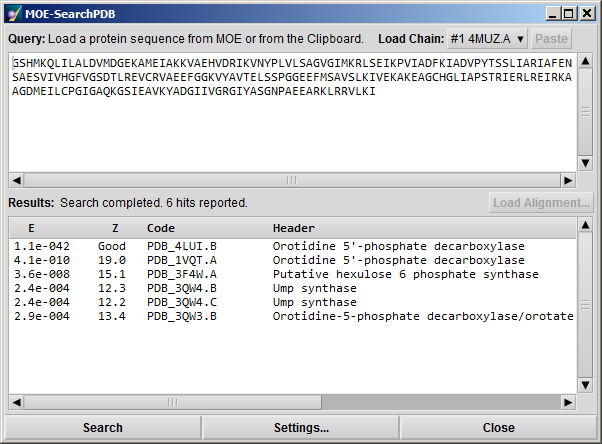 MOE-SearchPDB
Query: Load a protein sequence from MOE or from the Clipboard. Load Chain: #1 4MUZ.A Paste
GSHMKQLILALDVMDGEKAMEIAKKVAEHVDRIKVNYPLVLSAGVGIMKRLSEIKPVIADFKIADVPYTSSLIARIAFEN
SAESVIVHGFVGSDTLREVCRVAEEFGGKVYAVTELSSPGGEEFMSAVSLKIVEKAKEAGCHGLIAPSTRIERLREIRKA
AGDMEILCPGIGAQKGSIEAVKYADGIIVGRGIYASGNPAEEARKLRRVLKI
Results: Search completed. 6 hits reported. Load Alignment...
E Z Code Header
1.1e-042 Good PDB_4LUI.B Orotidine 5'-phosphate decarboxylase
4.1e-010 19.0 PDB_1VQT.A Orotidine 5'-phosphate decarboxylase
3.6e-008 15.1 PDB_3F4W.A Putative hexulose 6 phosphate synthase
2.4e-004 12.3 PDB_3QW4.B Ump synthase
2.4e-004 12.2 PDB_3QW4.C Ump synthase
2.9e-004 13.4 PDB_3QW3.B Orotidine-5-phosphate decarboxylase/orotate
Search Settings... Close